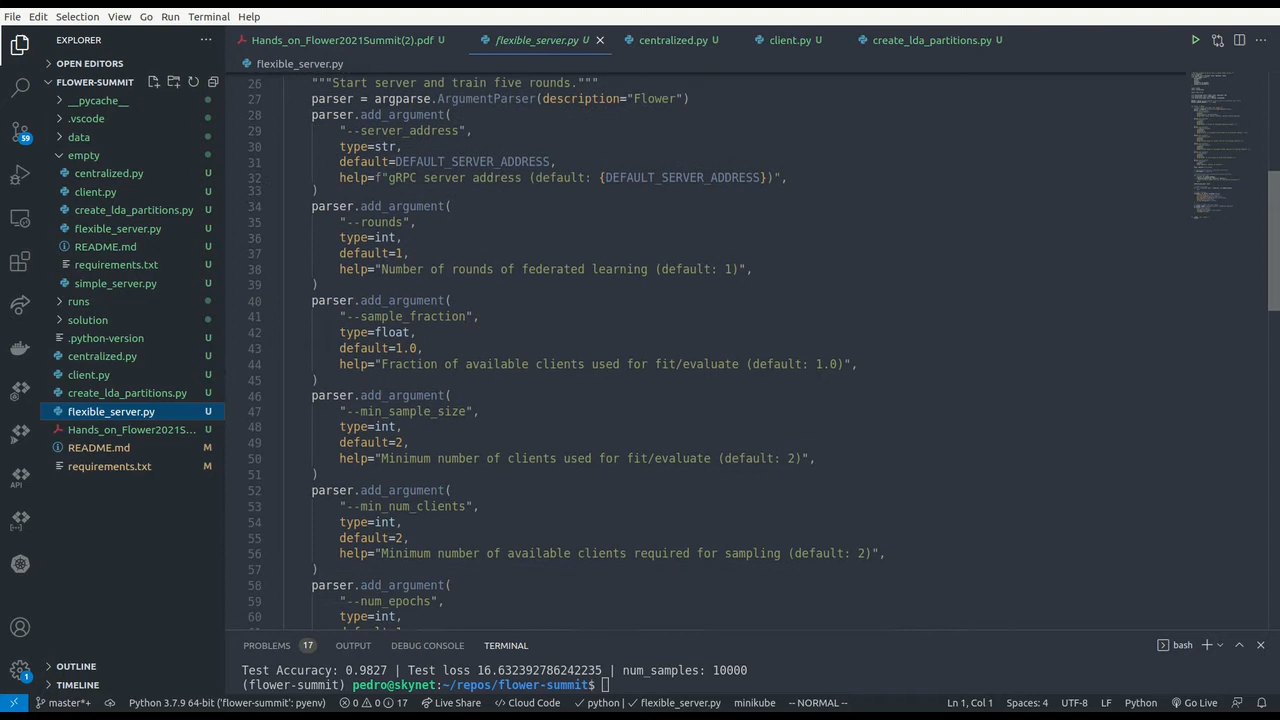 File Edit Selection View Go Run Terminal Help
EXPLORER
OPEN EDITORS
FLOWER-SUMMIT
__pycache__
.vscode
data
empty
centralized.py U
client.py U
create_lda_partitions.py U
flexible_server.py U
README.md U
requirements.txt U
simple_server.py U
runs
solution
.python-version U
centralized.py U
client.py U
create_lda_partitions.py U
flexible_server.py U
Hands_on_Flower2021S... U
README.md M
requirements.txt M
OUTLINE
TIMELINE
59
API
1
Hands_on_Flower2021Summit(2).pdf U flexible_server.py U centralized.py U client.py U create_lda_partitions.py U
flexible_server.py
26 """Start server and train five rounds."""
27 parser = argparse.ArgumentParser(description="Flower")
28 parser.add_argument(
29 "--server_address",
30 type=str,
31 default=DEFAULT_SERVER_ADDRESS,
32 help=f"gRPC server address (default: {DEFAULT_SERVER_ADDRESS})",
33 )
34 parser.add_argument(
35 "--rounds",
36 type=int,
37 default=1,
38 help="Number of rounds of federated learning (default: 1)",
39 )
40 parser.add_argument(
41 "--sample_fraction",
42 type=float,
43 default=1.0,
44 help="Fraction of available clients used for fit/evaluate (default: 1.0)",
45 )
46 parser.add_argument(
47 "--min_sample_size",
48 type=int,
49 default=2,
50 help="Minimum number of clients used for fit/evaluate (default: 2)",
51 )
52 parser.add_argument(
53 "--min_num_clients",
54 type=int,
55 default=2,
56 help="Minimum number of available clients required for sampling (default: 2)",
57 )
58 parser.add_argument(
59 "--num_epochs",
60 type=int,
PROBLEMS 17 OUTPUT DEBUG CONSOLE TERMINAL bash
Test Accuracy: 0.9827 | Test loss 16.632392786242235 | num_samples: 10000
(flower-summit) pedro@skynet:~/repos/flower-summit$
master*+ Python 3.7.9 64-bit ('flower-summit': pyenv) 0 0 17 Live Share Cloud Code python | flexible_server.py minikube -- NORMAL -- Ln 1, Col 1 Spaces: 4 UTF-8 LF Python Go Live